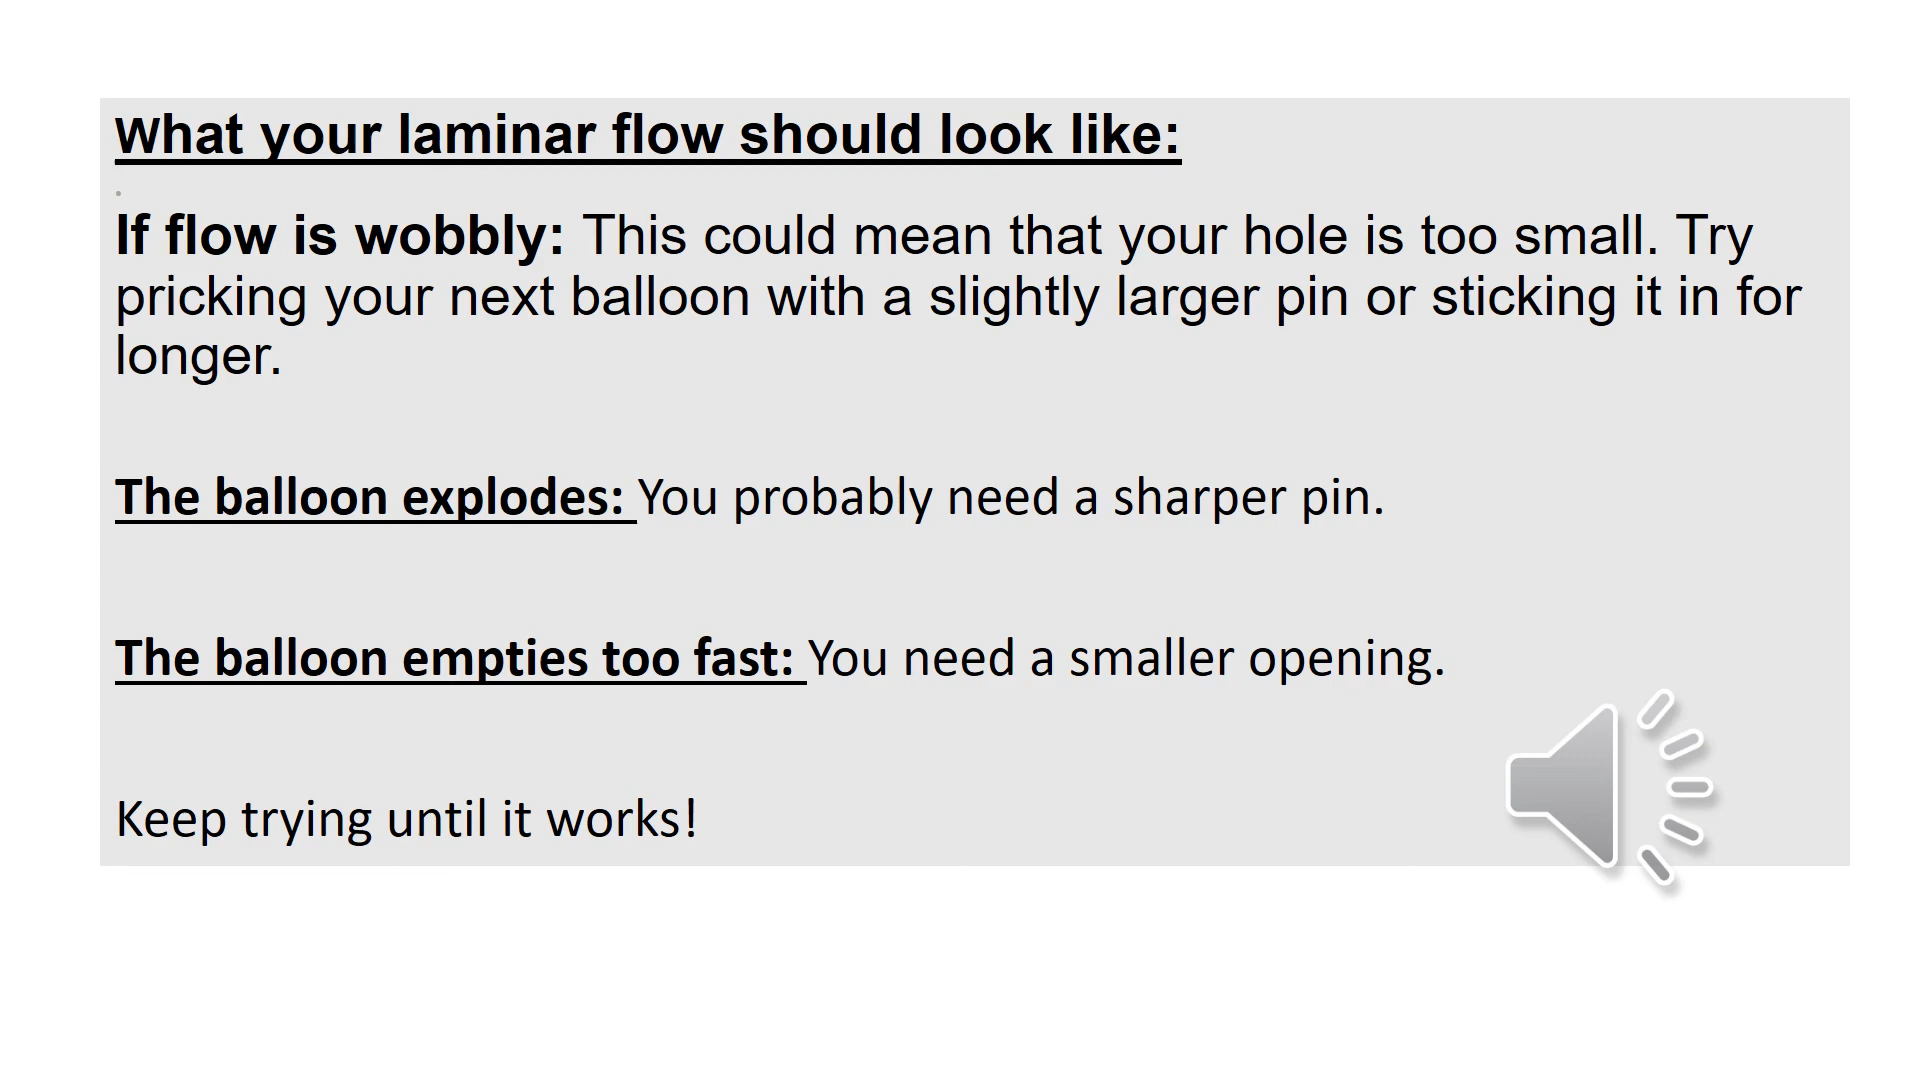 What your laminar flow should look like:
If flow is wobbly: This could mean that your hole is too small. Try
pricking your next balloon with a slightly larger pin or sticking it in for
longer.
The balloon explodes: You probably need a sharper pin.
The balloon empties too fast: You need a smaller opening.
Keep trying until it works!